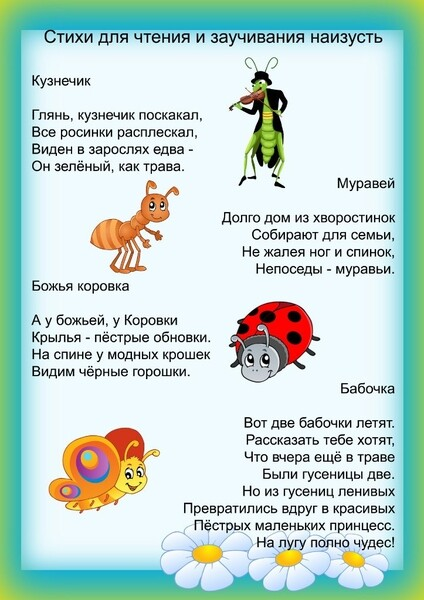 Стихи для чтения и заучивания наизусть
Кузнечик
Глянь, кузнечик поскакал,
Все росинки расплескал,
Виден в зарослях едва -
Он зелёный, как трава.
Муравей
Долго дом из хворостинок
Собирают для семьи,
Не жалея ног и спинок,
Непоседы - муравьи.
Божья коровка
А у божьей, у Коровки
Крылья - пёстрые обновки.
На спине у модных крошек
Видим чёрные горошки.
Бабочка
Вот две бабочки летят.
Рассказать тебе хотят,
Что вчера ещё в траве
Были гусеницы две.
Но из гусениц ленивых
Превратились вдруг в красивых
Пёстрых маленьких принцесс.
На лугу полно чудес!